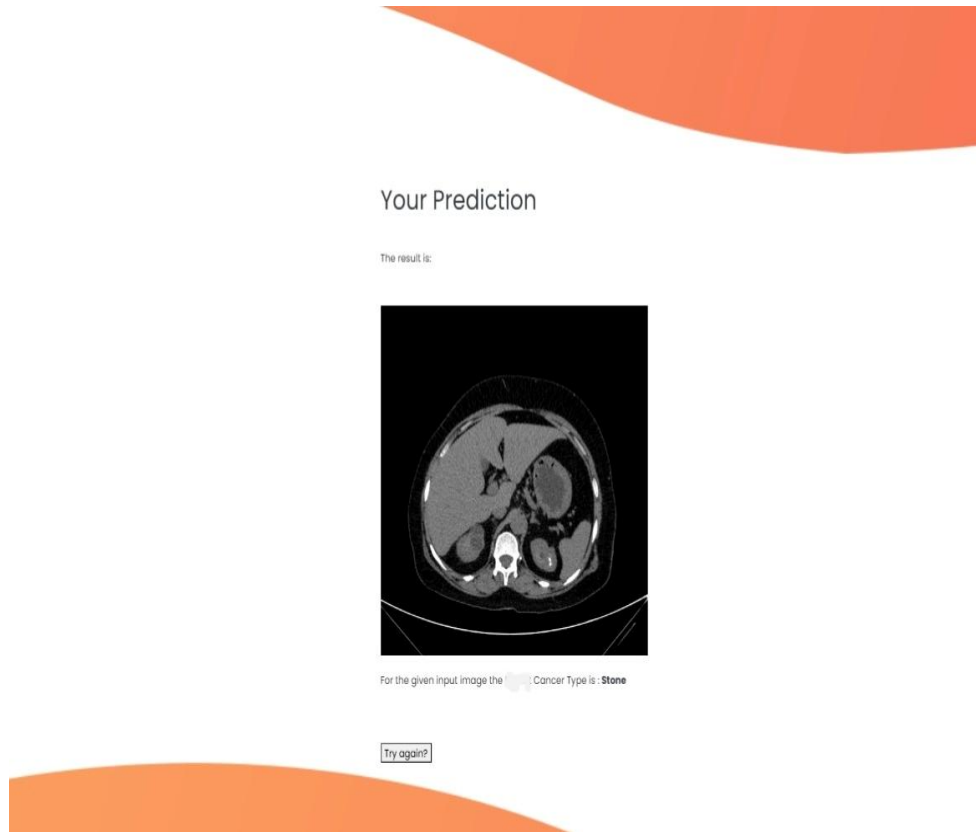 Your Prediction
The result is:
For the given input image the Cancer Type is : Stone
Try again?